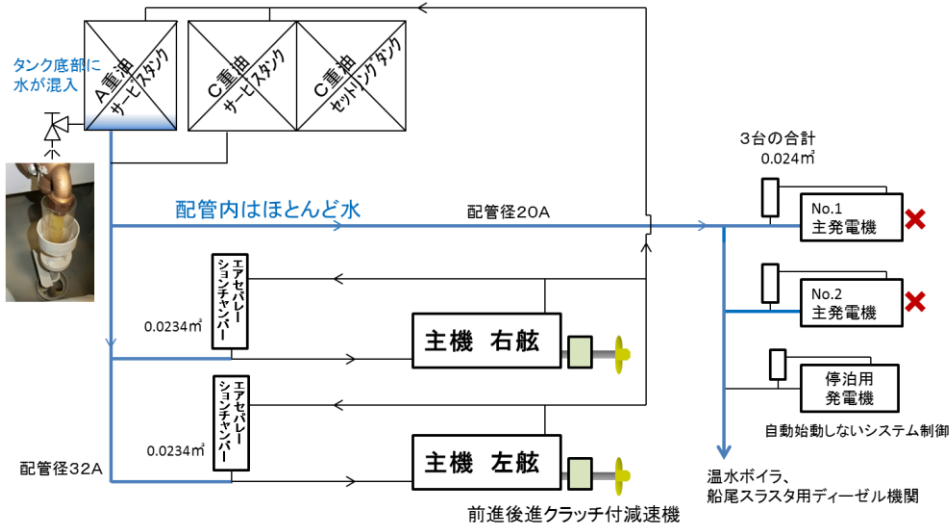 タンク底部に
水が混入
A重油
サービスタンク
C重油
サービスタンク
C重油
セットリングタンク
3台の合計
0.024㎥
配管内はほとんど水
配管径20A
No.1
主発電機
No.2
主発電機
停泊用
発電機
自動始動しないシステム制御
エアセパレー
ションチャンバー
0.0234㎥
主機 右舷
エアセパレー
ションチャンバー
0.0234㎥
主機 左舷
配管径32A
前進後進クラッチ付減速機
温水ボイラ、
船尾スラスタ用ディーゼル機関